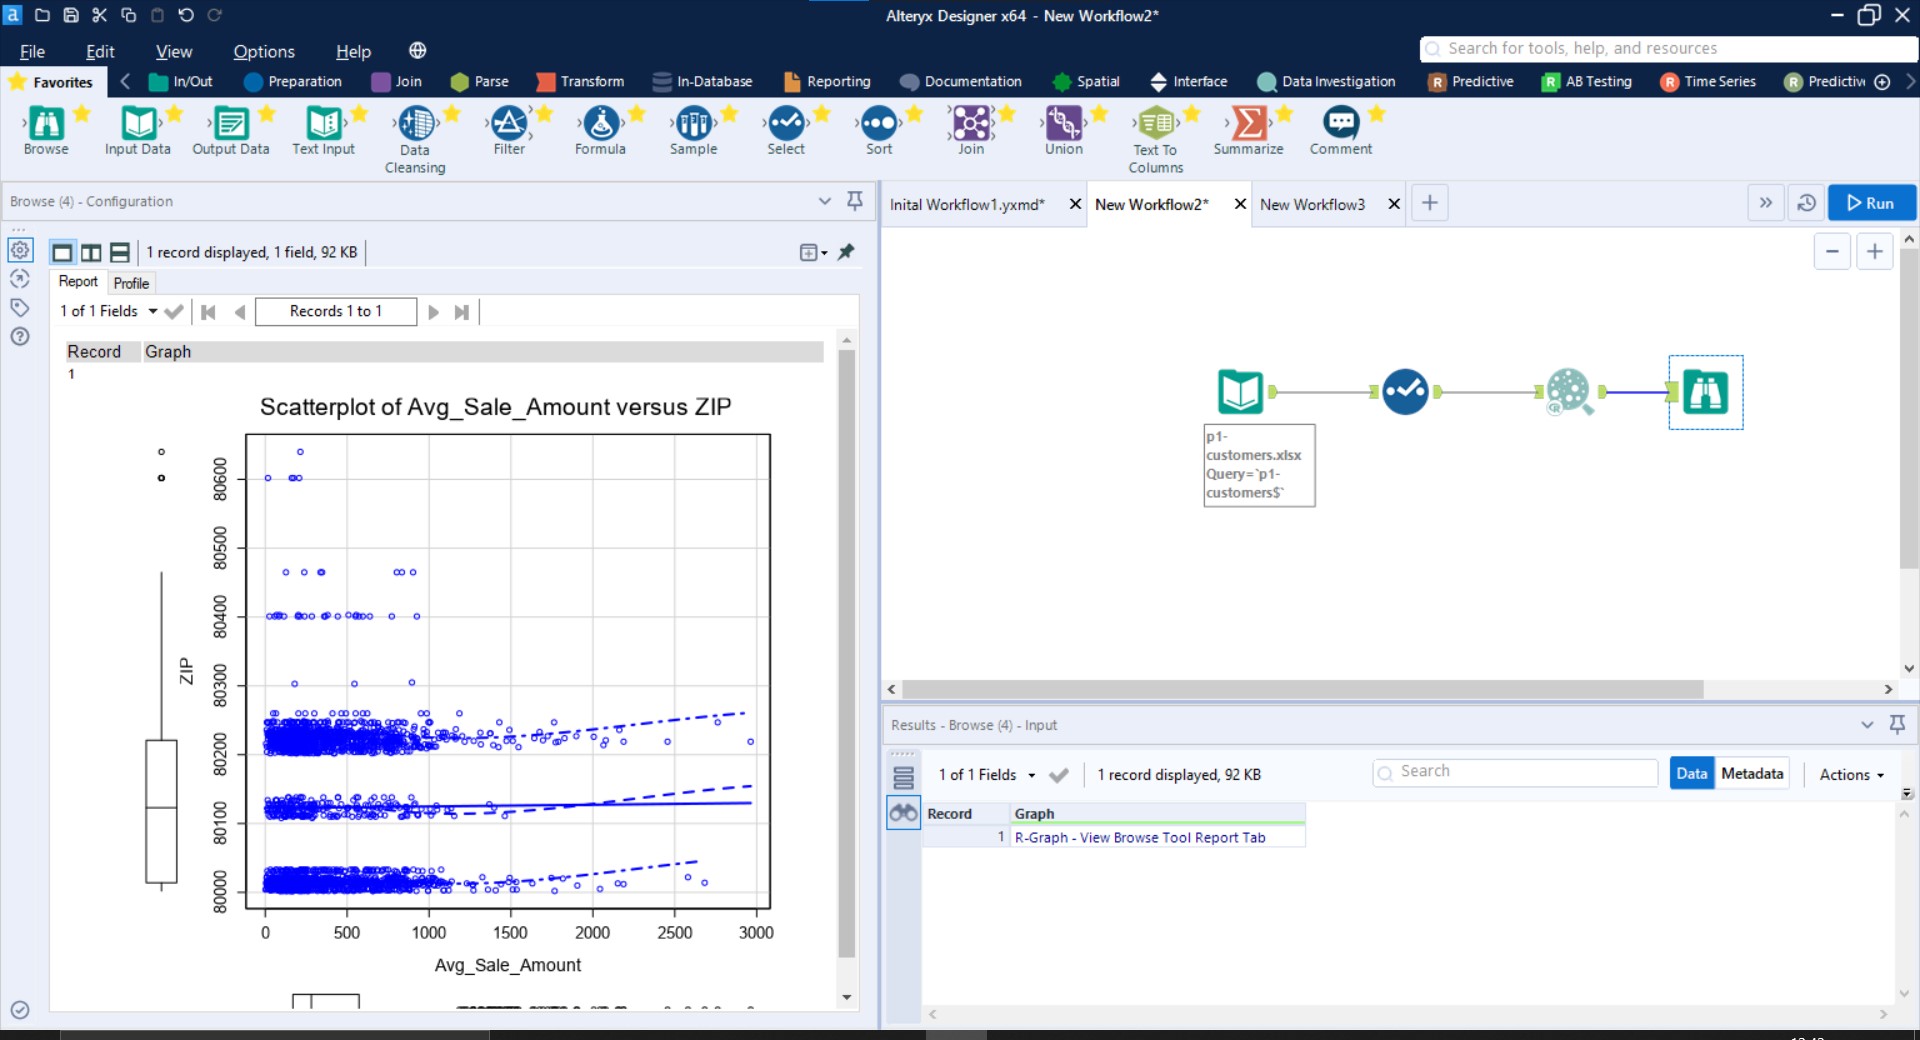 Alteryx Designer x64 - New Workflow2*
File Edit View Options Help
Search for tools, help, and resources
Favorites In/Out Preparation Join Parse Transform In-Database Reporting Documentation Spatial Interface Data Investigation Predictive AB Testing Time Series Predictiv
Browse Input Data Output Data Text Input Data Cleansing Filter Formula Sample Select Sort Join Union Text To Columns Summarize Comment
Browse (4) - Configuration
Inital Workflow1.yxmd* New Workflow2* New Workflow3
Run
1 record displayed, 1 field, 92 KB
Report Profile
1 of 1 Fields Records 1 to 1
Record Graph
1
Scatterplot of Avg_Sale_Amount versus ZIP
80600
80500
80400
80300
80200
80100
80000
ZIP
0 500 1000 1500 2000 2500 3000
Avg_Sale_Amount
p1-
customers.xlsx
Query=`p1-
customers$`
Results - Browse (4) - Input
1 of 1 Fields 1 record displayed, 92 KB Search Data Metadata Actions
Record Graph
1 R-Graph - View Browse Tool Report Tab